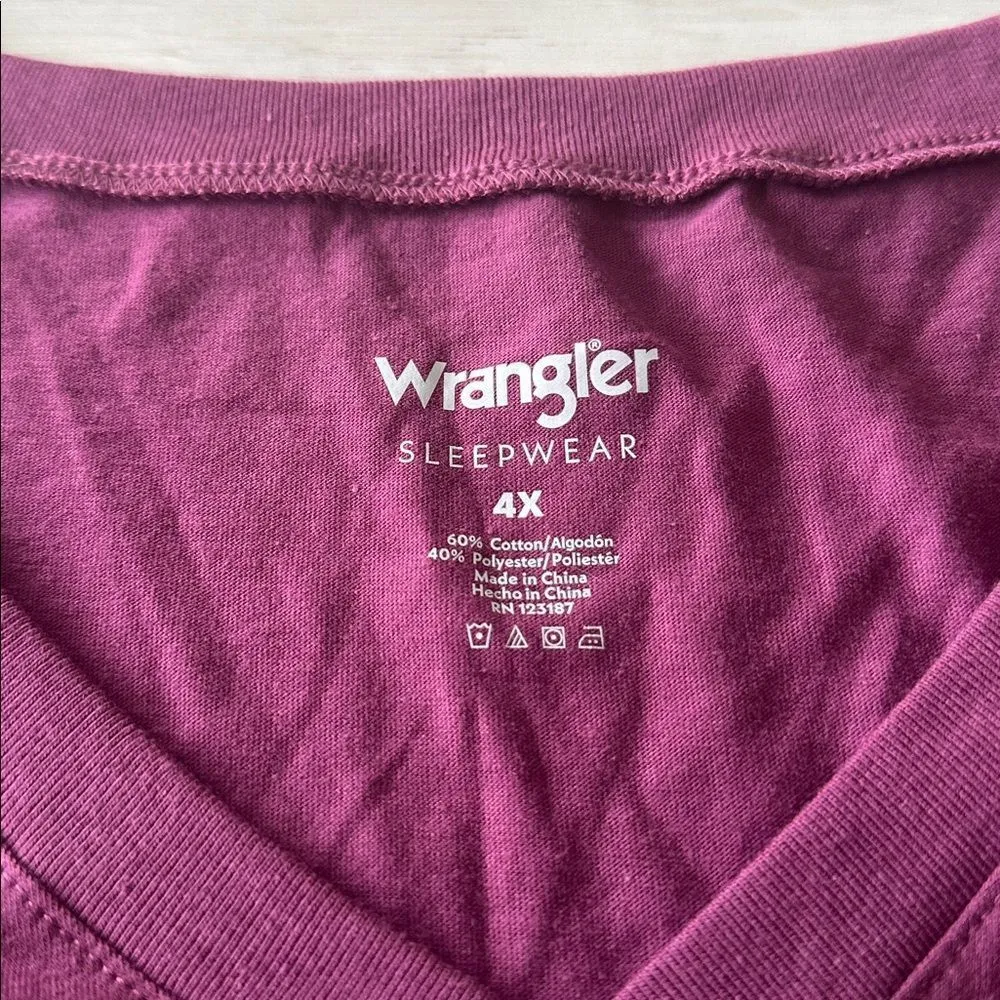 Wrangler®
SLEEPWEAR
4X
60% Cotton/Algodón
40% Polyester/Poliestér
Made in China
Hecho in China
RN 123187